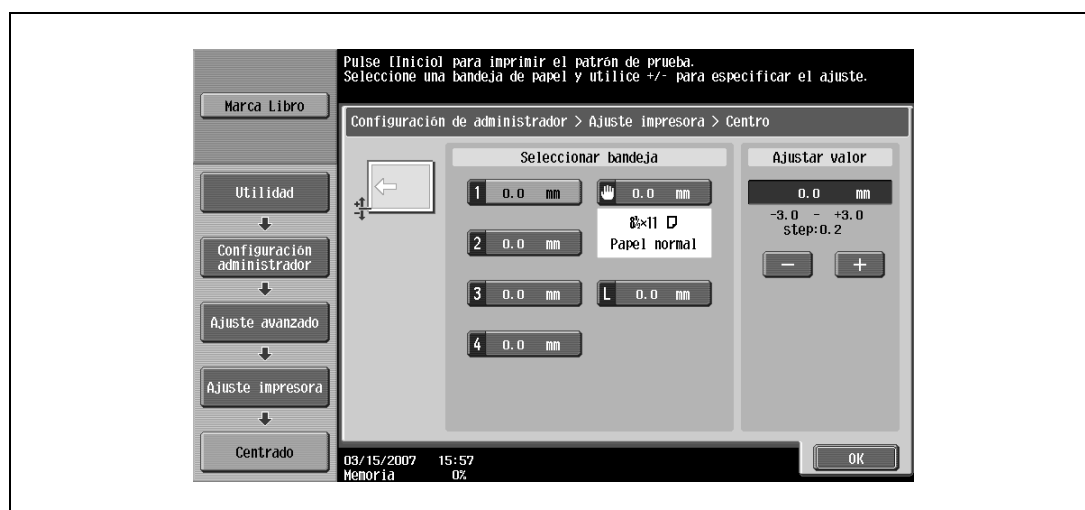 Pulse [Inicio] para imprimir el patrón de prueba.
Seleccione una bandeja de papel y utilice +/- para especificar el ajuste.
Marca Libro
Configuración de administrador > Ajuste impresora > Centro
Seleccionar bandeja
Ajustar valor
Utilidad
1 0.0 mm
0.0 mm
0.0 mm
-3.0 - +3.0
step:0.2
8½×11
Papel normal
Configuración
administrador
2 0.0 mm
- +
3 0.0 mm
L 0.0 mm
Ajuste avanzado
4 0.0 mm
Ajuste impresora
Centrado
03/15/2007 15:57
Memoria 0%
OK